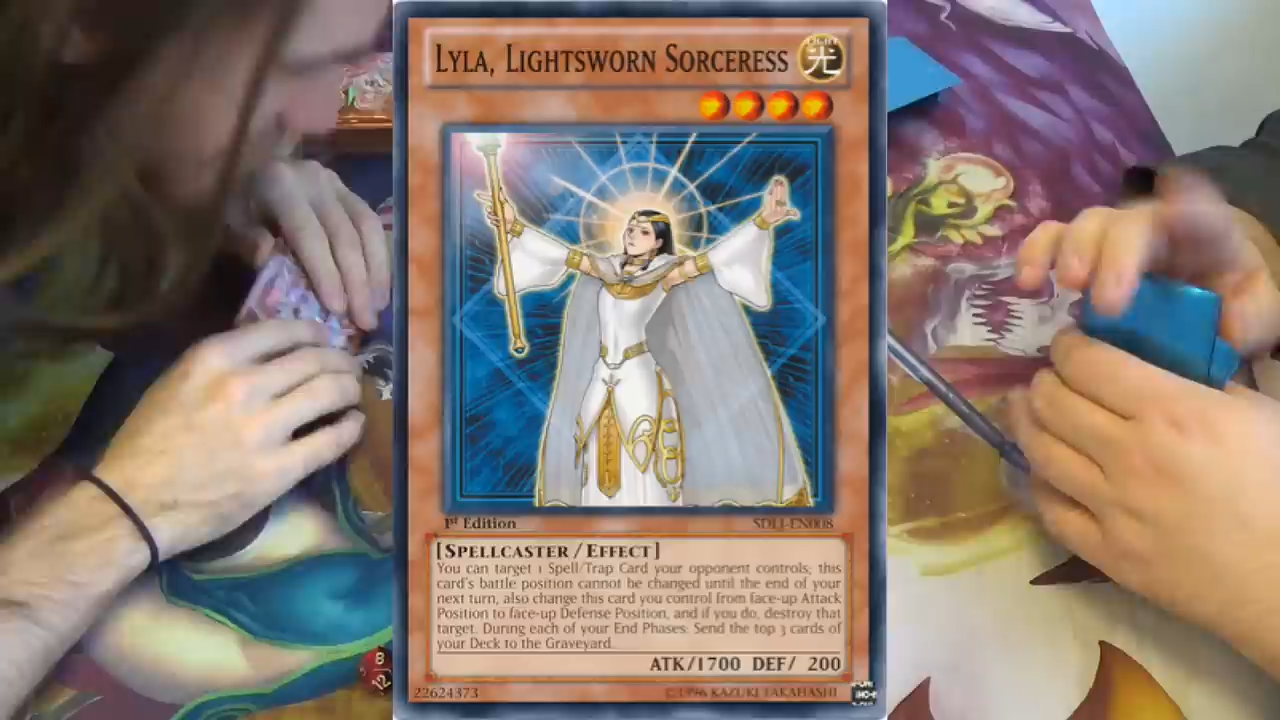 LYLA, LIGHTSWORN SORCERESS
光
1st Edition SDLI-EN008
[SPELLCASTER / EFFECT]
You can target 1 Spell/Trap Card your opponent controls; this
card's battle position cannot be changed until the end of your
next turn, also change this card you control from face-up Attack
Position to face-up Defense Position, and if you do, destroy that
target. During each of your End Phases: Send the top 3 cards of
your Deck to the Graveyard.
ATK/1700 DEF/ 200
22624373 ©1996 KAZUKI TAKAHASHI
8
12